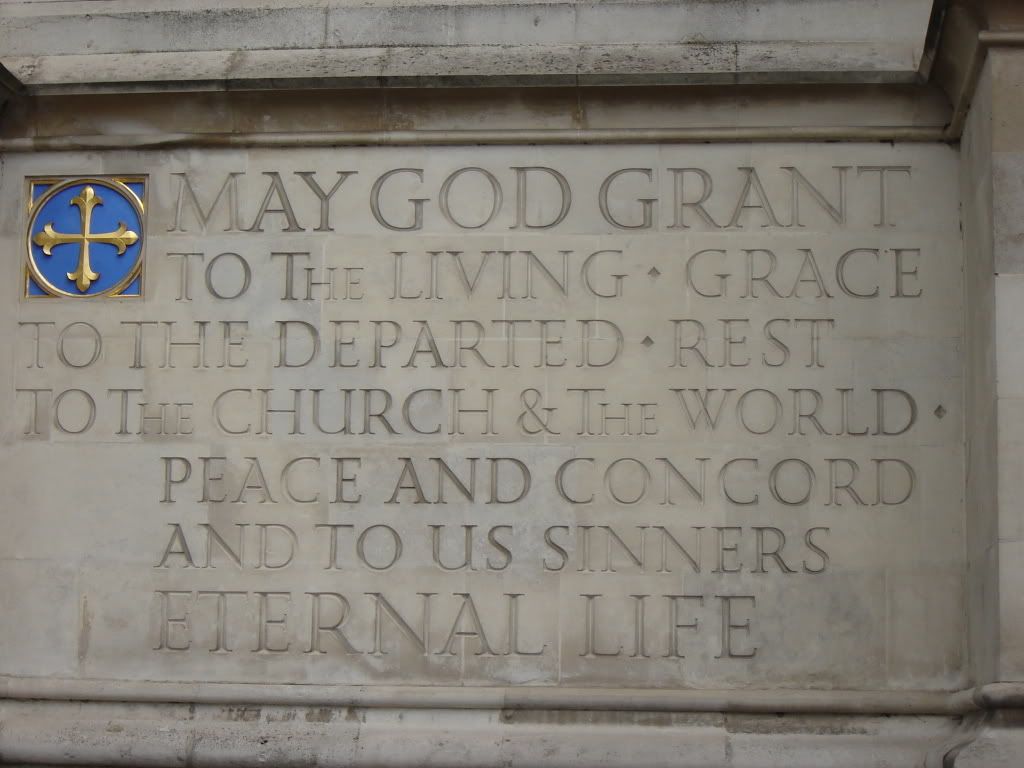 MAY GOD GRANT
TO THE LIVING · GRACE
TO THE DEPARTED · REST
TO THE CHURCH & THE WORLD ·
PEACE AND CONCORD
AND TO US SINNERS
ETERNAL LIFE